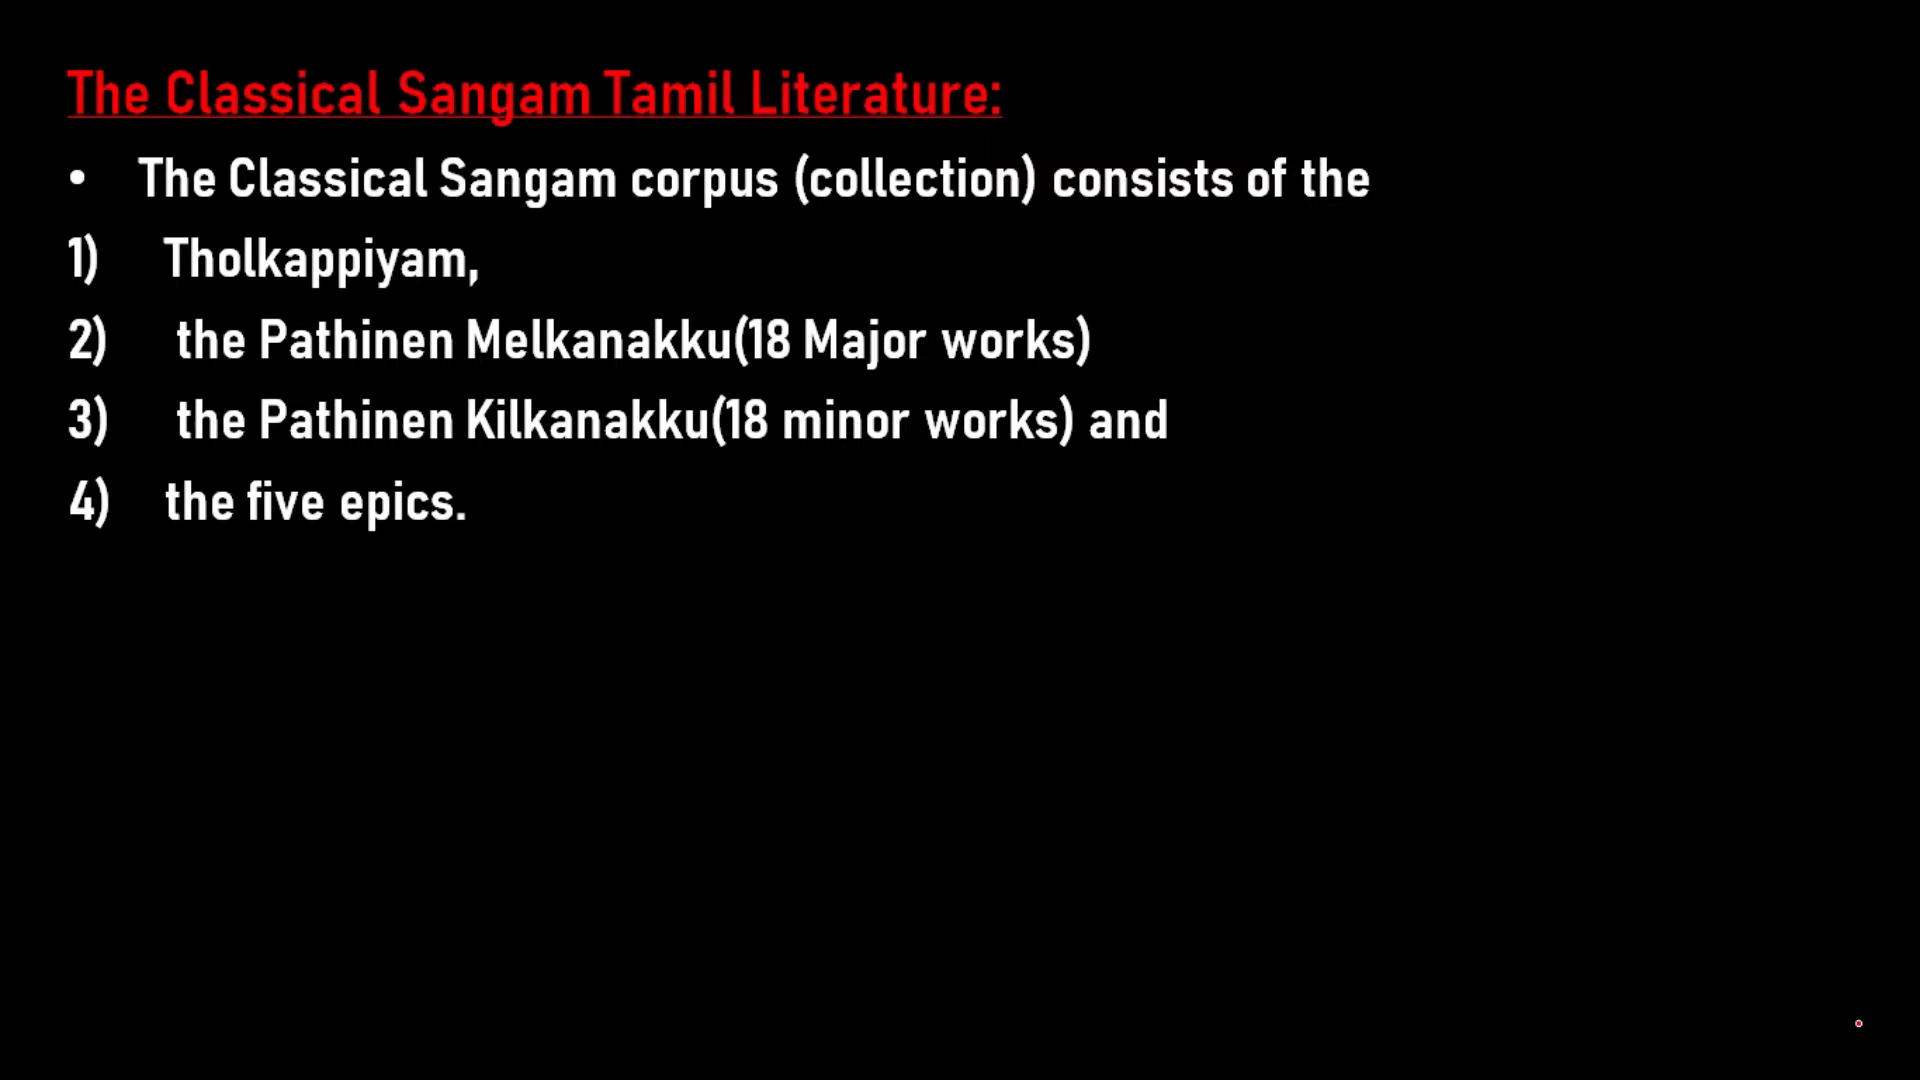 The Classical Sangam Tamil Literature:
• The Classical Sangam corpus (collection) consists of the
1) Tholkappiyam,
2) the Pathinen Melkanakku(18 Major works)
3) the Pathinen Kilkanakku(18 minor works) and
4) the five epics.